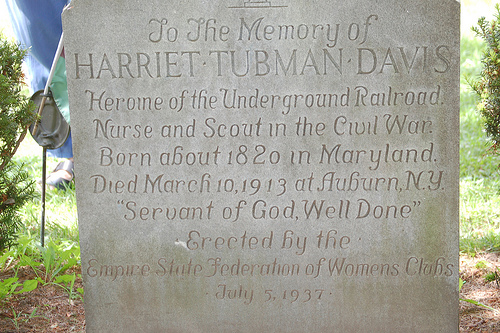 To The Memory of
HARRIET·TUBMAN·DAVIS
Heroine of the Underground Railroad.
Nurse and Scout in the Civil War.
Born about 1820 in Maryland.
Died March 10, 1913 at Auburn, N.Y.
"Servant of God, Well Done"
·Erected by the·
Empire State Federation of Womens Clubs
·July 5, 1937·